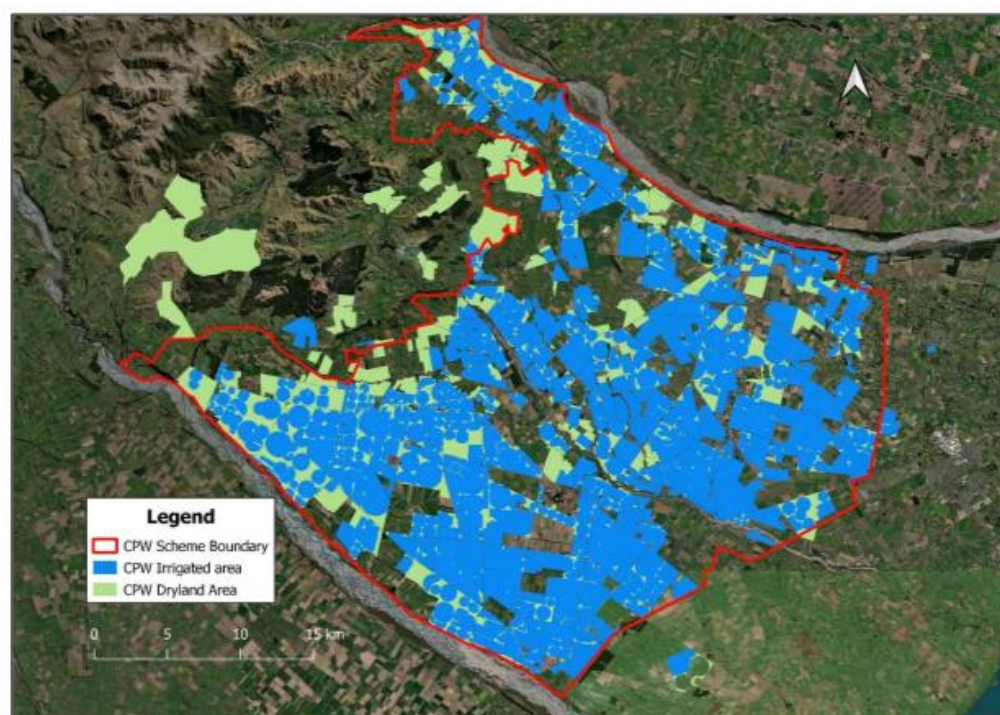 Legend
CPW Scheme Boundary
CPW Irrigated area
CPW Dryland Area
0 5 10 15 km